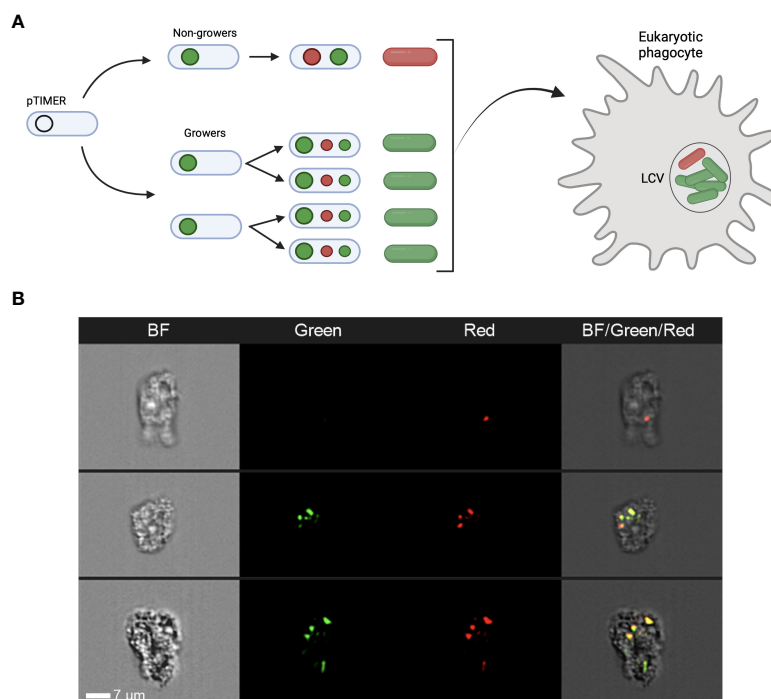 A
Non-growers
pTIMER
Growers
Eukaryotic
phagocyte
LCV
B
BF Green Red BF/Green/Red
7 µm